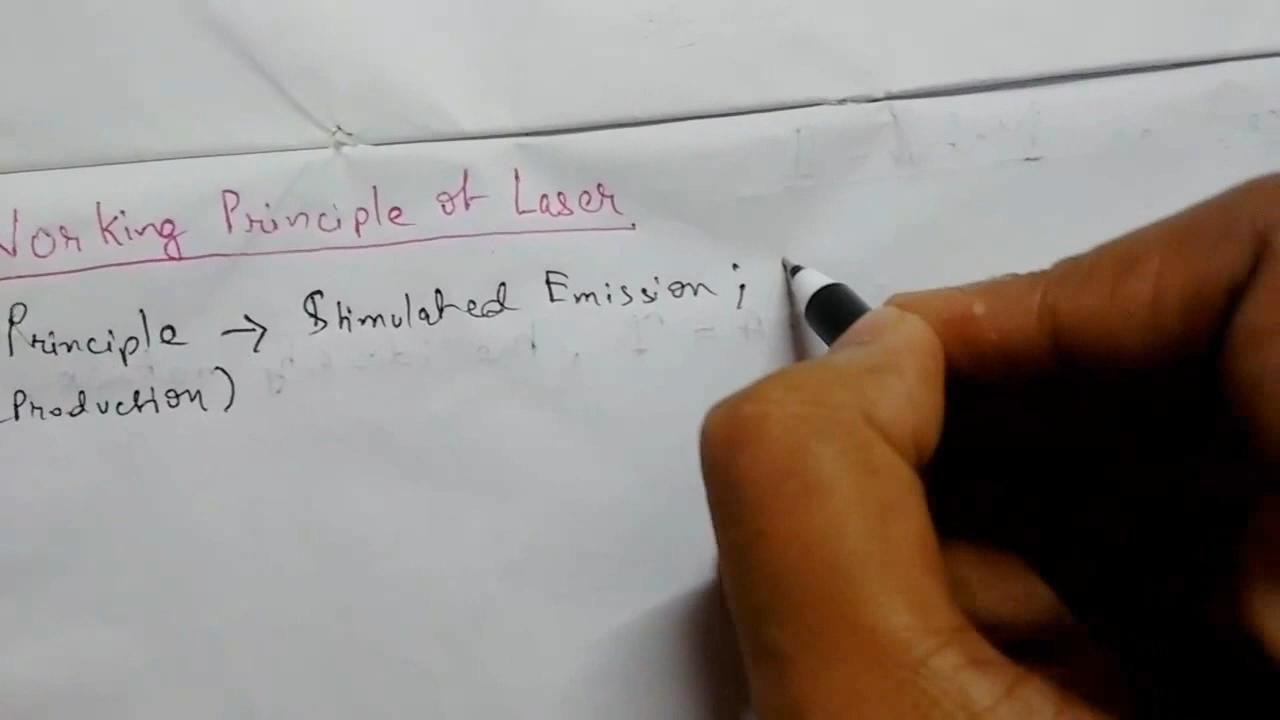 Working Principle of Laser.
Principle → Stimulated Emission ;
Production)